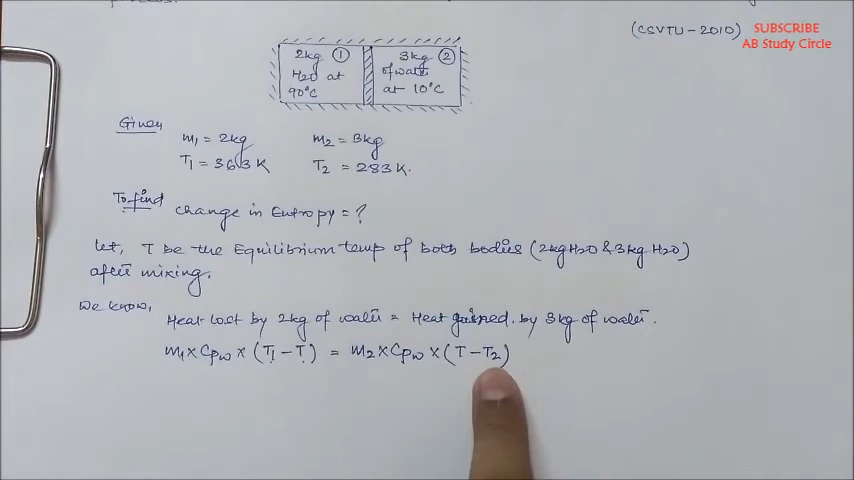 (CSVTU-2010)
SUBSCRIBE
AB Study Circle
2kg ①
H2O at
90°C
3kg ②
of water
at 10°C
Given
m1 = 2kg
m2 = 3kg
T1 = 363K
T2 = 283K.
To find
change in Entropy = ?
let, T be the Equilibrium temp of both bodies (2kg H2O & 3kg H2O)
after mixing.
We know,
Heat lost by 2kg of water = Heat gained. by 3kg of water.
m1 × Cpw × (T1 − T) = m2 × Cpw × (T − T2)